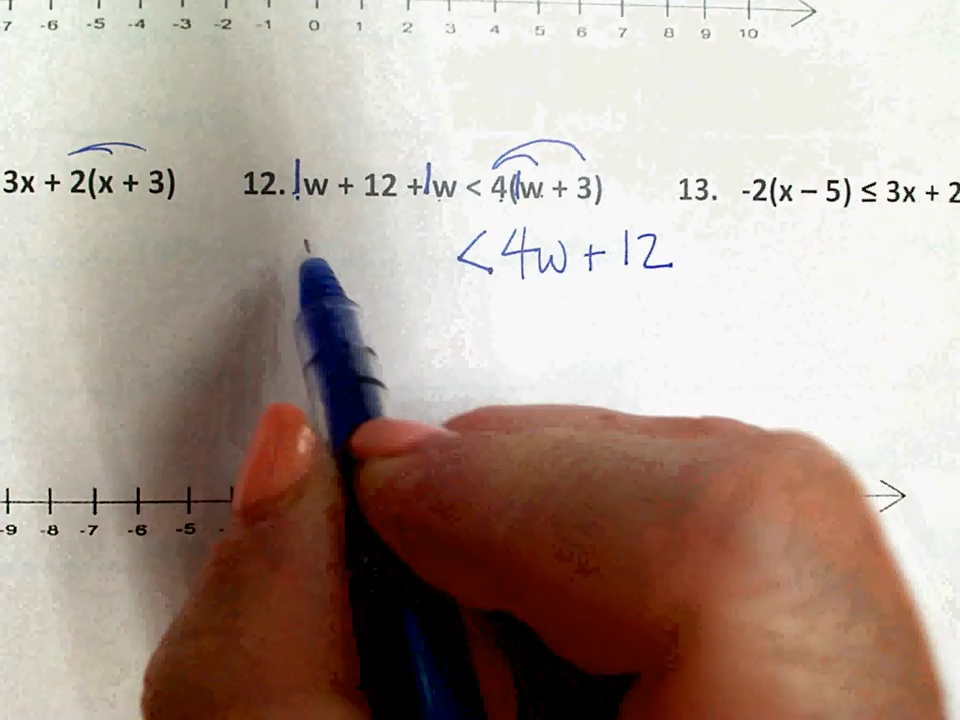 -7 -6 -5 -4 -3 -2 -1 0 1 2 3 4 5 6 7 8 9 10
3x + 2(x + 3) 12. 1w + 12 + 1w < 4(1w + 3) 13. -2(x – 5) ≤ 3x + 2
< 4w + 12
-9 -8 -7 -6 -5